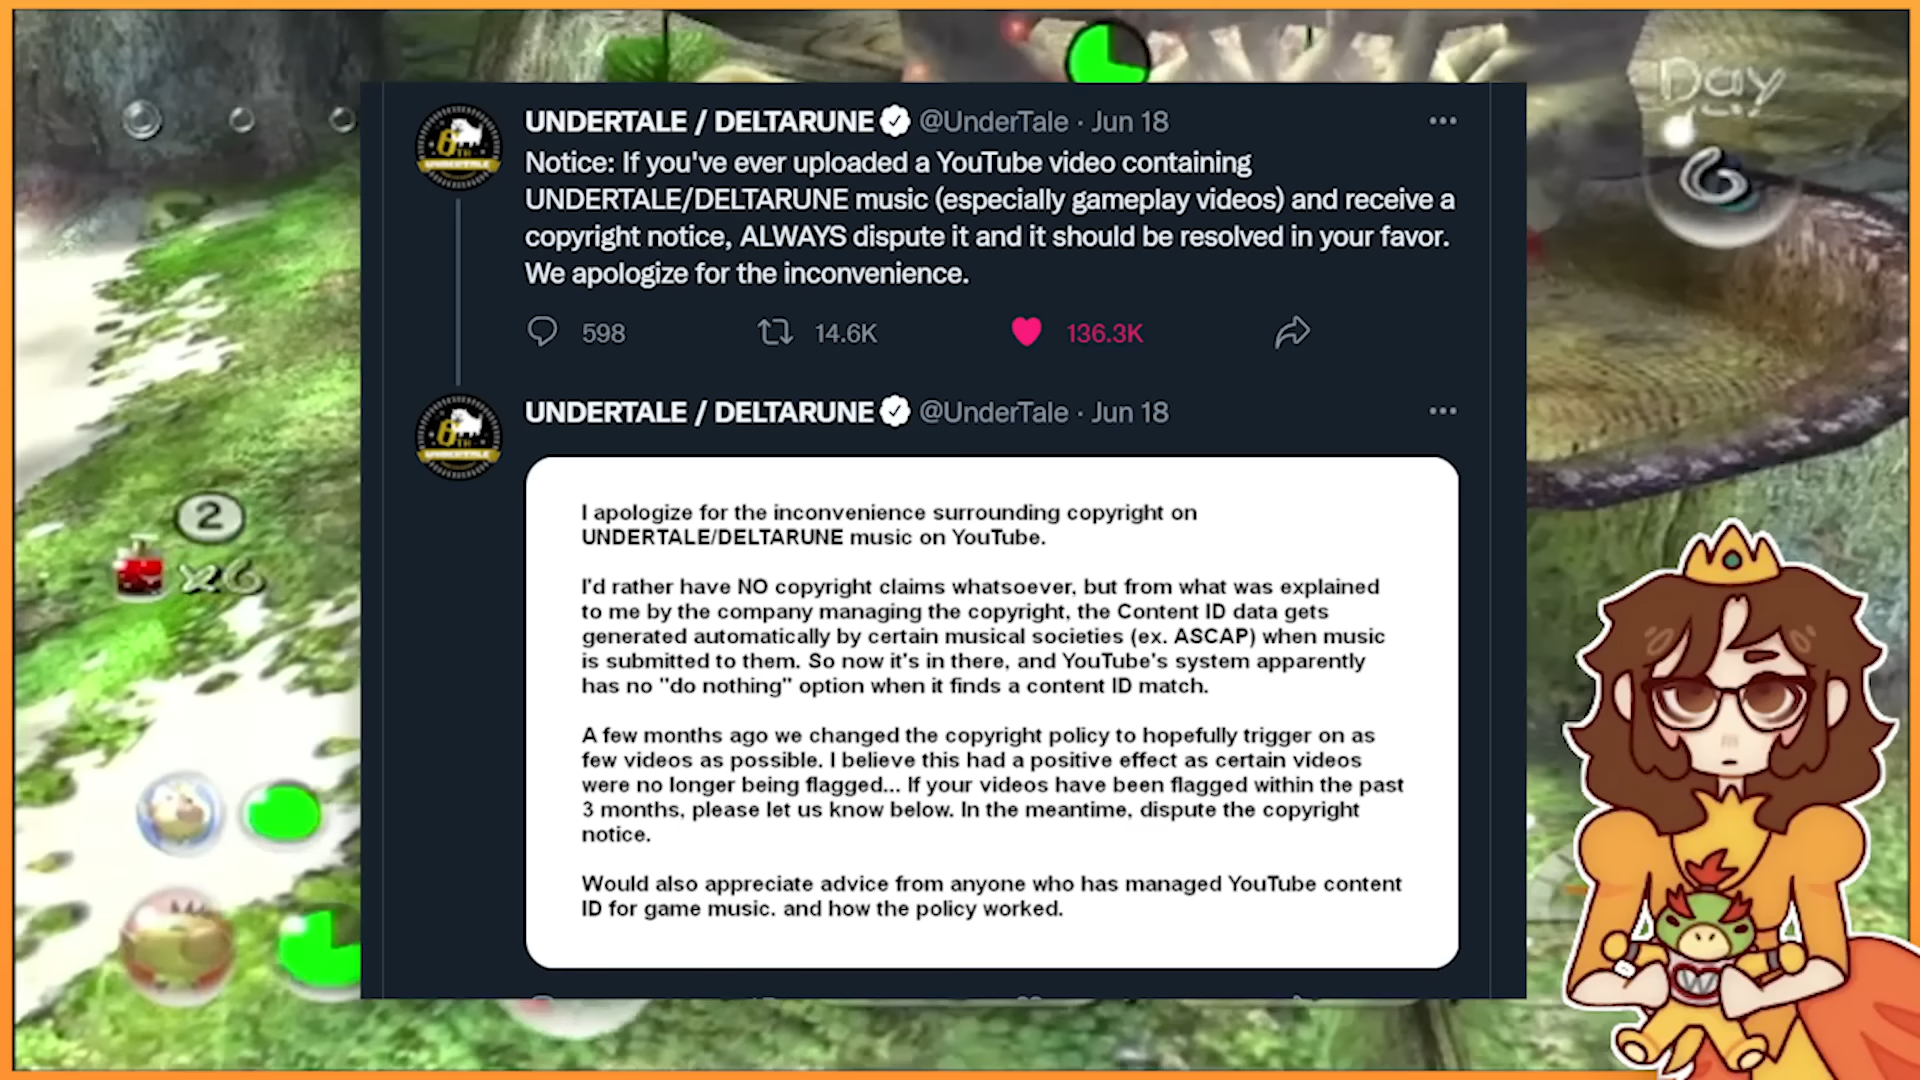 Day
6
UNDERTALE / DELTARUNE @UnderTale · Jun 18
Notice: If you've ever uploaded a YouTube video containing
UNDERTALE/DELTARUNE music (especially gameplay videos) and receive a
copyright notice, ALWAYS dispute it and it should be resolved in your favor.
We apologize for the inconvenience.
598 14.6K 136.3K
UNDERTALE / DELTARUNE @UnderTale · Jun 18
I apologize for the inconvenience surrounding copyright on
UNDERTALE/DELTARUNE music on YouTube.
I'd rather have NO copyright claims whatsoever, but from what was explained
to me by the company managing the copyright, the Content ID data gets
generated automatically by certain musical societies (ex. ASCAP) when music
is submitted to them. So now it's in there, and YouTube's system apparently
has no "do nothing" option when it finds a content ID match.
A few months ago we changed the copyright policy to hopefully trigger on as
few videos as possible. I believe this had a positive effect as certain videos
were no longer being flagged... If your videos have been flagged within the past
3 months, please let us know below. In the meantime, dispute the copyright
notice.
Would also appreciate advice from anyone who has managed YouTube content
ID for game music. and how the policy worked.
2
x6
6TH
UNDERTALE
6TH
UNDERTALE